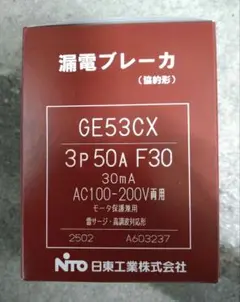 漏電ブレーカ
(協約形)
GE53CX
3P 50A F30
30mA
AC100-200V両用
モータ保護兼用
雷サージ・高調波対応形
2502 A603237
NITO 日東工業株式会社